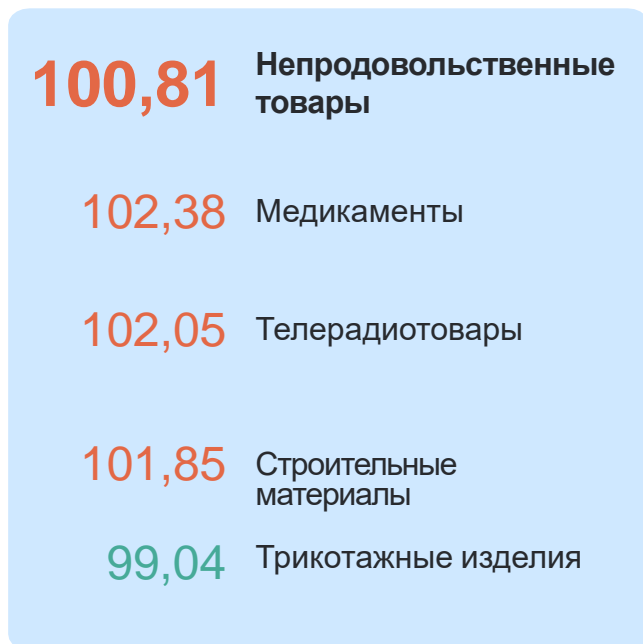 100,81 Непродовольственные
товары
102,38 Медикаменты
102,05 Телерадиотовары
101,85 Строительные
материалы
99,04 Трикотажные изделия